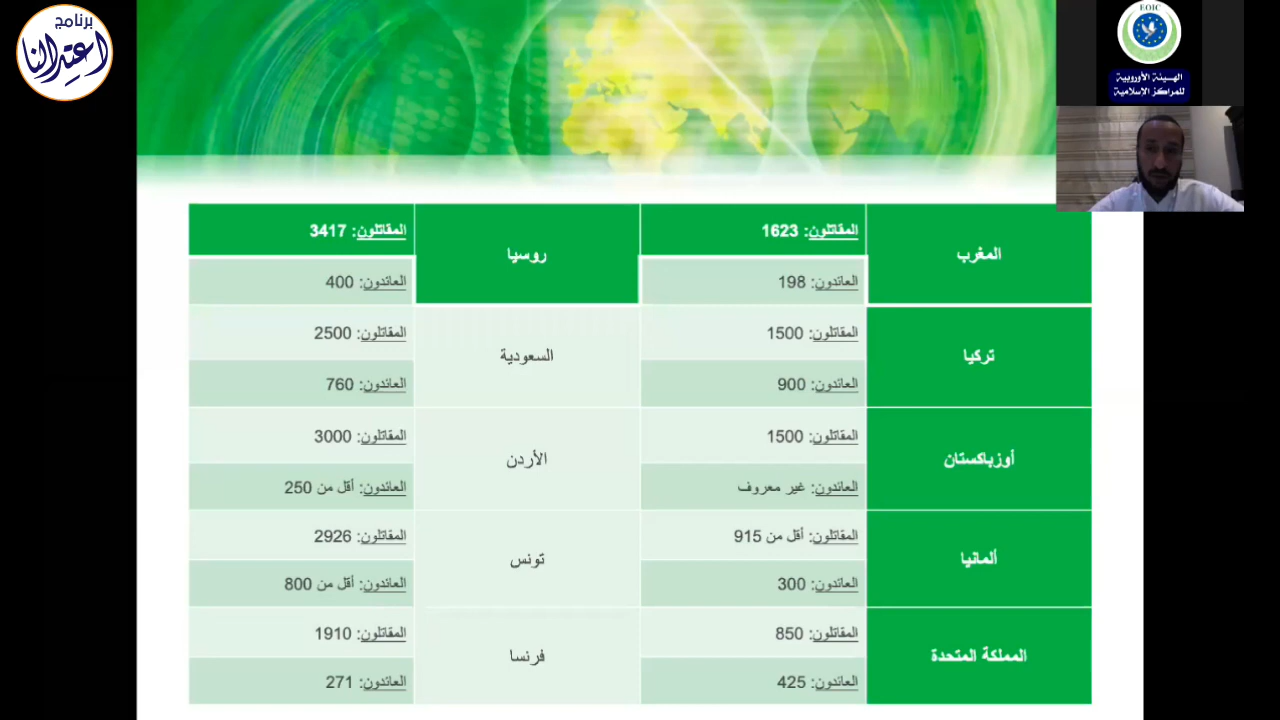 برنامج
اعتدالنا
EOIC
الهيئة الأوروبية
للمراكز الإسلامية
المغرب
المقاتلون: 1623
العائدون: 198
روسيا
المقاتلون: 3417
العائدون: 400
تركيا
المقاتلون: 1500
العائدون: 900
السعودية
المقاتلون: 2500
العائدون: 760
أوزباكستان
المقاتلون: 1500
العائدون: غير معروف
الأردن
المقاتلون: 3000
العائدون: أقل من 250
ألمانيا
المقاتلون: أقل من 915
العائدون: 300
تونس
المقاتلون: 2926
العائدون: أقل من 800
المملكة المتحدة
المقاتلون: 850
العائدون: 425
فرنسا
المقاتلون: 1910
العائدون: 271